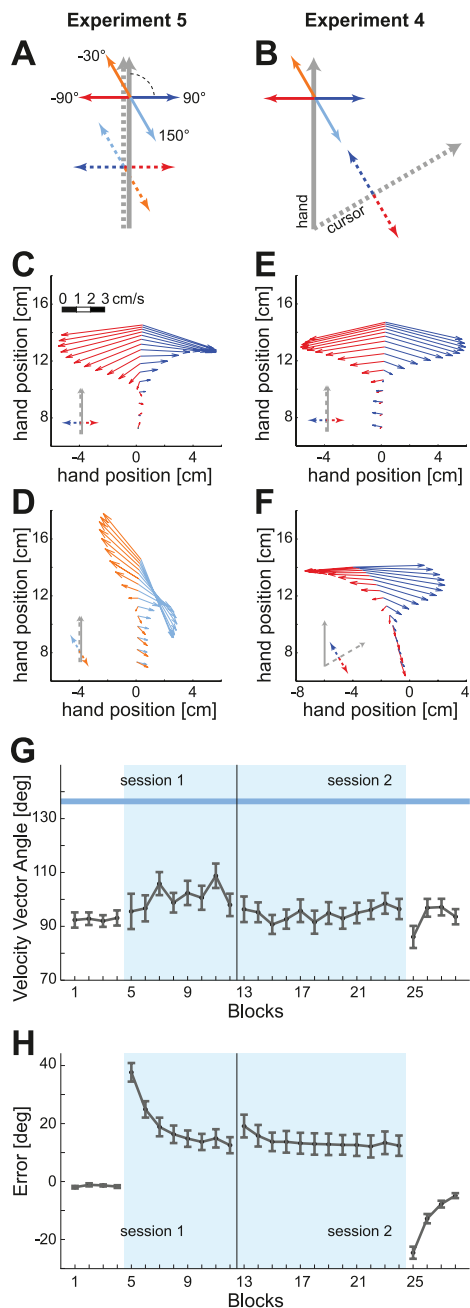 Experiment 5
Experiment 4
A
B
-30°
-90°
90°
150°
hand
cursor
C
E
0 1 2 3 cm/s
hand position [cm]
16
12
8
-4
0
4
hand position [cm]
hand position [cm]
16
12
8
-4
0
4
hand position [cm]
D
F
hand position [cm]
16
12
8
-4
0
4
hand position [cm]
hand position [cm]
16
12
8
-8
-4
0
4
hand position [cm]
G
session 1
session 2
Velocity Vector Angle [deg]
130
110
90
70
1 5 9 13 17 21 25
Blocks
H
Error [deg]
40
20
0
-20
session 1
session 2
1 5 9 13 17 21 25
Blocks